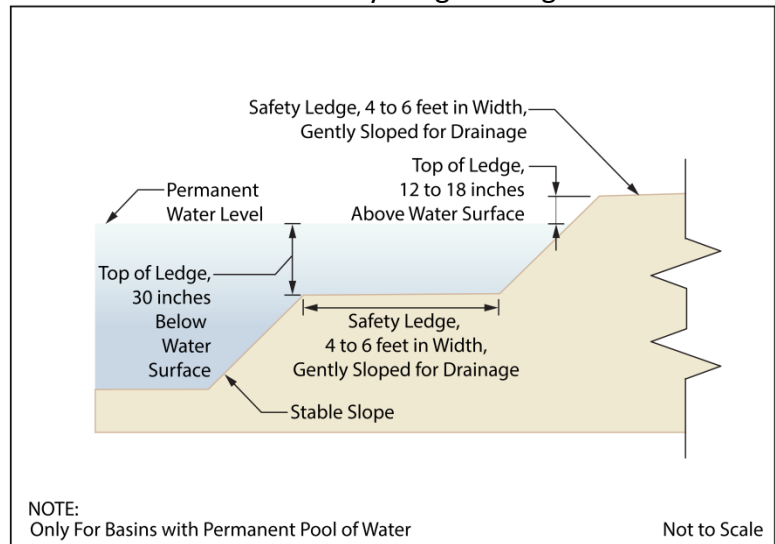 Safety Ledge, 4 to 6 feet in Width,
Gently Sloped for Drainage
Top of Ledge,
12 to 18 inches
Above Water Surface
Permanent
Water Level
Top of Ledge,
30 inches
Below
Water
Surface
Safety Ledge,
4 to 6 feet in Width,
Gently Sloped for Drainage
Stable Slope
NOTE:
Only For Basins with Permanent Pool of Water
Not to Scale